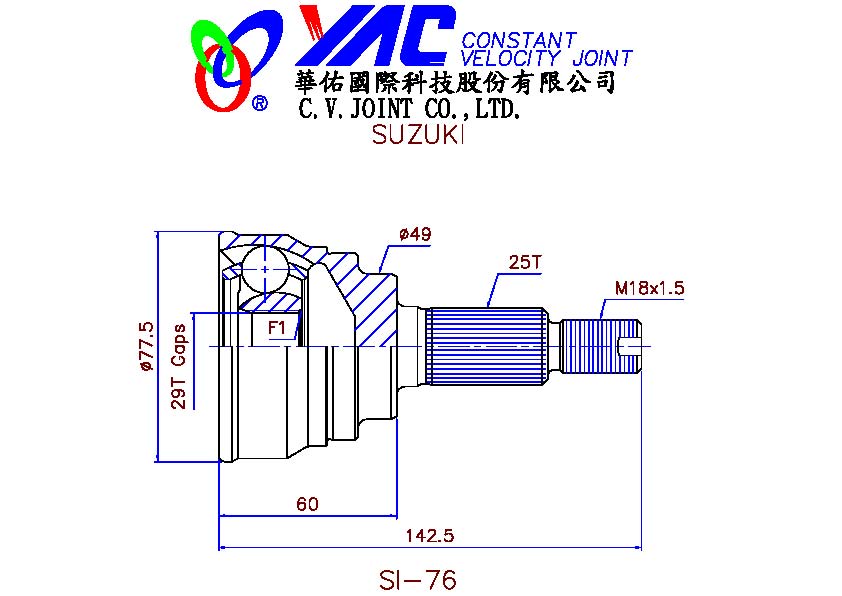 YAC CONSTANT
VELOCITY JOINT
®
華佑國際科技股份有限公司
C.V.JOINT CO.,LTD.
SUZUKI
ø49
25T
M18x1.5
F1
ø77.5
29T Gaps
60
142.5
SI-76